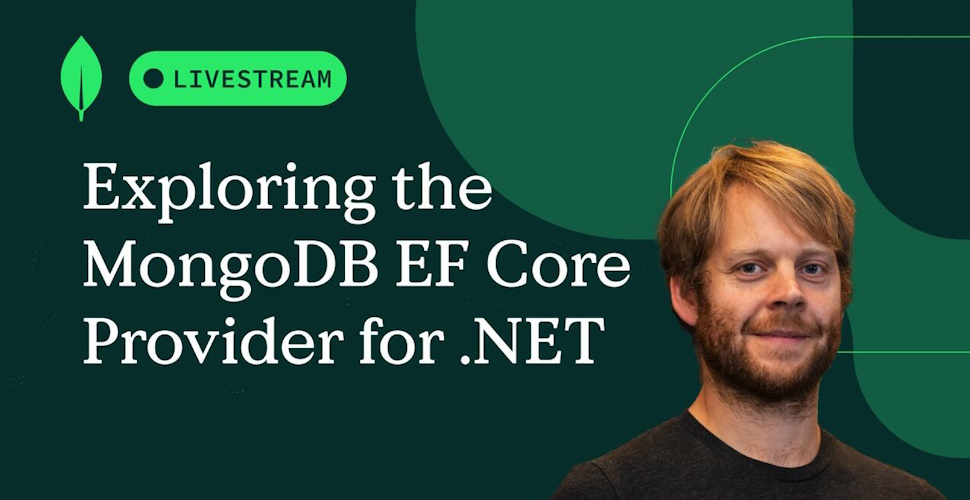 LIVESTREAM
Exploring the
MongoDB EF Core
Provider for .NET